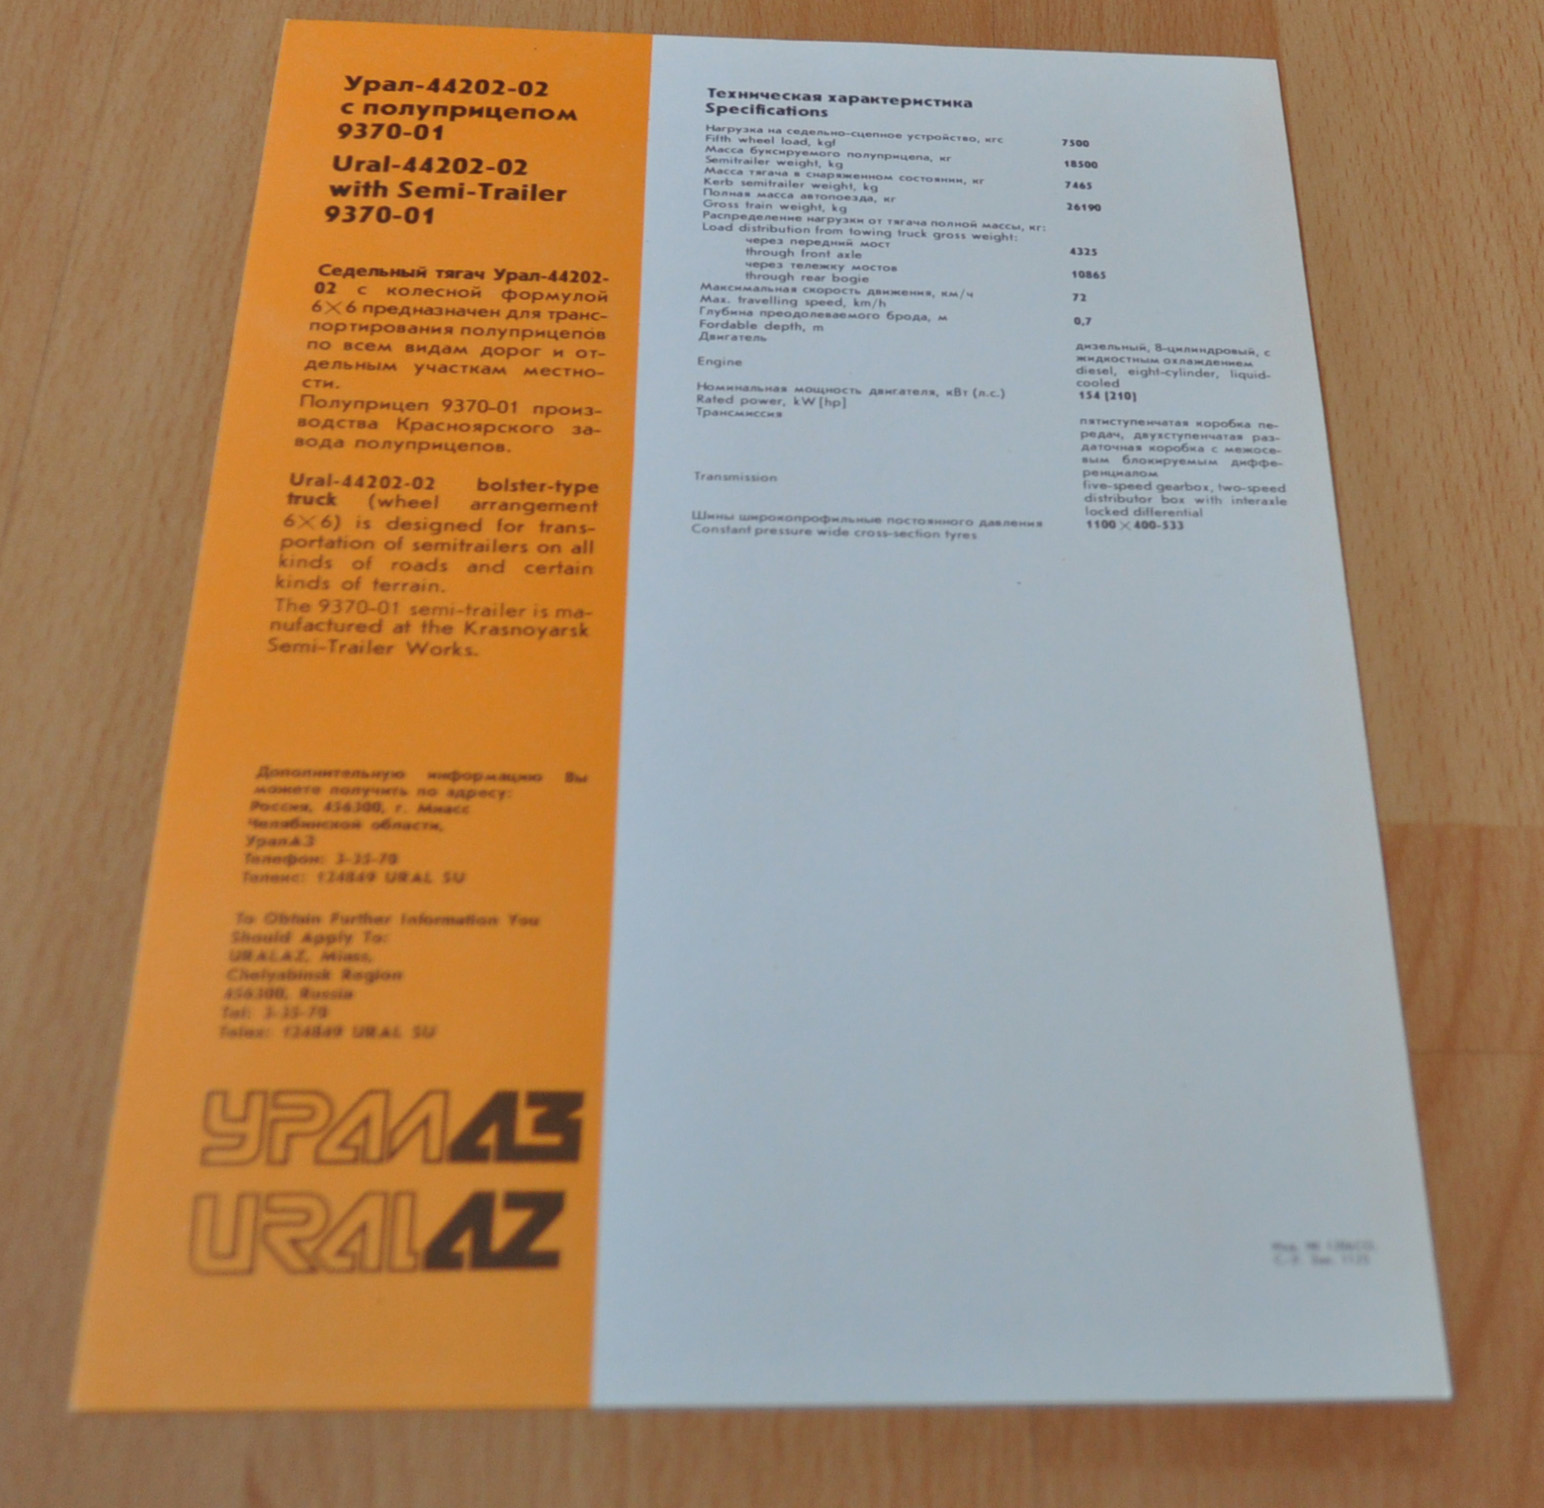 Урал-44202-02
с полуприцепом
9370-01
Ural-44202-02
with Semi-Trailer
9370-01
Седельный тягач Урал-44202-
02 с колесной формулой
6×6 предназначен для транс-
портирования полуприцепов
по всем видам дорог и от-
дельным участкам местно-
сти.
Полуприцеп 9370-01 произ-
водства Красноярского за-
вода полуприцепов.
Ural-44202-02 bolster-type
truck (wheel arrangement
6×6) is designed for trans-
portation of semitrailers on all
kinds of roads and certain
kinds of terrain.
The 9370-01 semi-trailer is ma-
nufactured at the Krasnoyarsk
Semi-Trailer Works.
Дополнительную информацию Вы
можете получить по адресу:
Россия, 456300, г. Миасс
Челябинской области,
УралАЗ
Телефон: 3-35-70
Телекс: 124849 URAL SU
To Obtain Further Information You
Should Apply To:
URALAZ, Miass,
Chelyabinsk Region
456300, Russia
Tel: 3-35-70
Telex: 124849 URAL SU
УРАЛАЗ
URALAZ
Техническая характеристика
Specifications
Нагрузка на седельно-сцепное устройство, кгс
Fifth wheel load, kgf 7500
Масса буксируемого полуприцепа, кг
Semitrailer weight, kg 18500
Масса тягача в снаряженном состоянии, кг
Kerb semitrailer weight, kg 7465
Полная масса автопоезда, кг
Gross train weight, kg 26190
Распределение нагрузки от тягача полной массы, кг:
Load distribution from towing truck gross weight:
через передний мост
through front axle 4325
через тележку мостов
through rear bogie 10865
Максимальная скорость движения, км/ч
Max. travelling speed, km/h 72
Глубина преодолеваемого брода, м
Fordable depth, m 0,7
Двигатель дизельный, 8-цилиндровый, с
жидкостным охлаждением
Engine diesel, eight-cylinder, liquid-
cooled
Номинальная мощность двигателя, кВт (л.с.)
Rated power, kW [hp] 154 [210]
Трансмиссия пятиступенчатая коробка пе-
редач, двухступенчатая раз-
даточная коробка с межосе-
вым блокируемым диффе-
ренциалом
Transmission five-speed gearbox, two-speed
distributor box with interaxle
locked differential
Шины широкопрофильные постоянного давления 1100×400-533
Constant pressure wide cross-section tyres